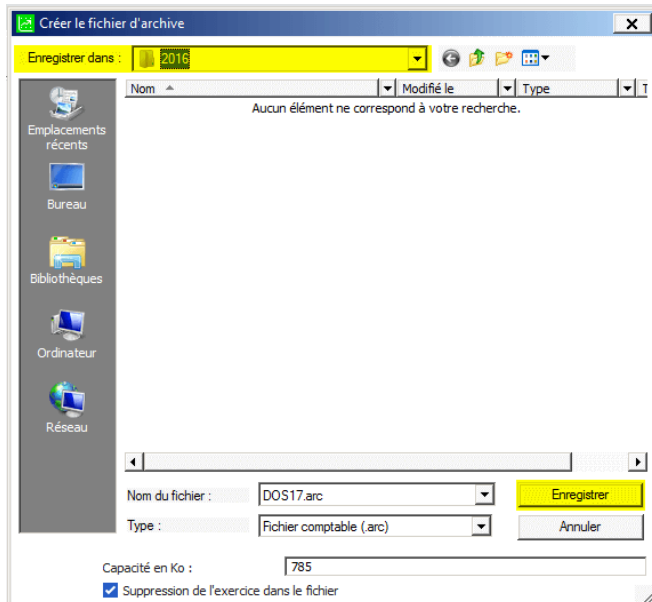 Créer le fichier d'archive
Enregistrer dans : 2016
Nom Modifié le Type T
Aucun élément ne correspond à votre recherche.
Emplacements
récents
Bureau
Bibliothèques
Ordinateur
Réseau
Nom du fichier : DOS17.arc Enregistrer
Type : Fichier comptable (.arc) Annuler
Capacité en Ko : 785
Suppression de l'exercice dans le fichier